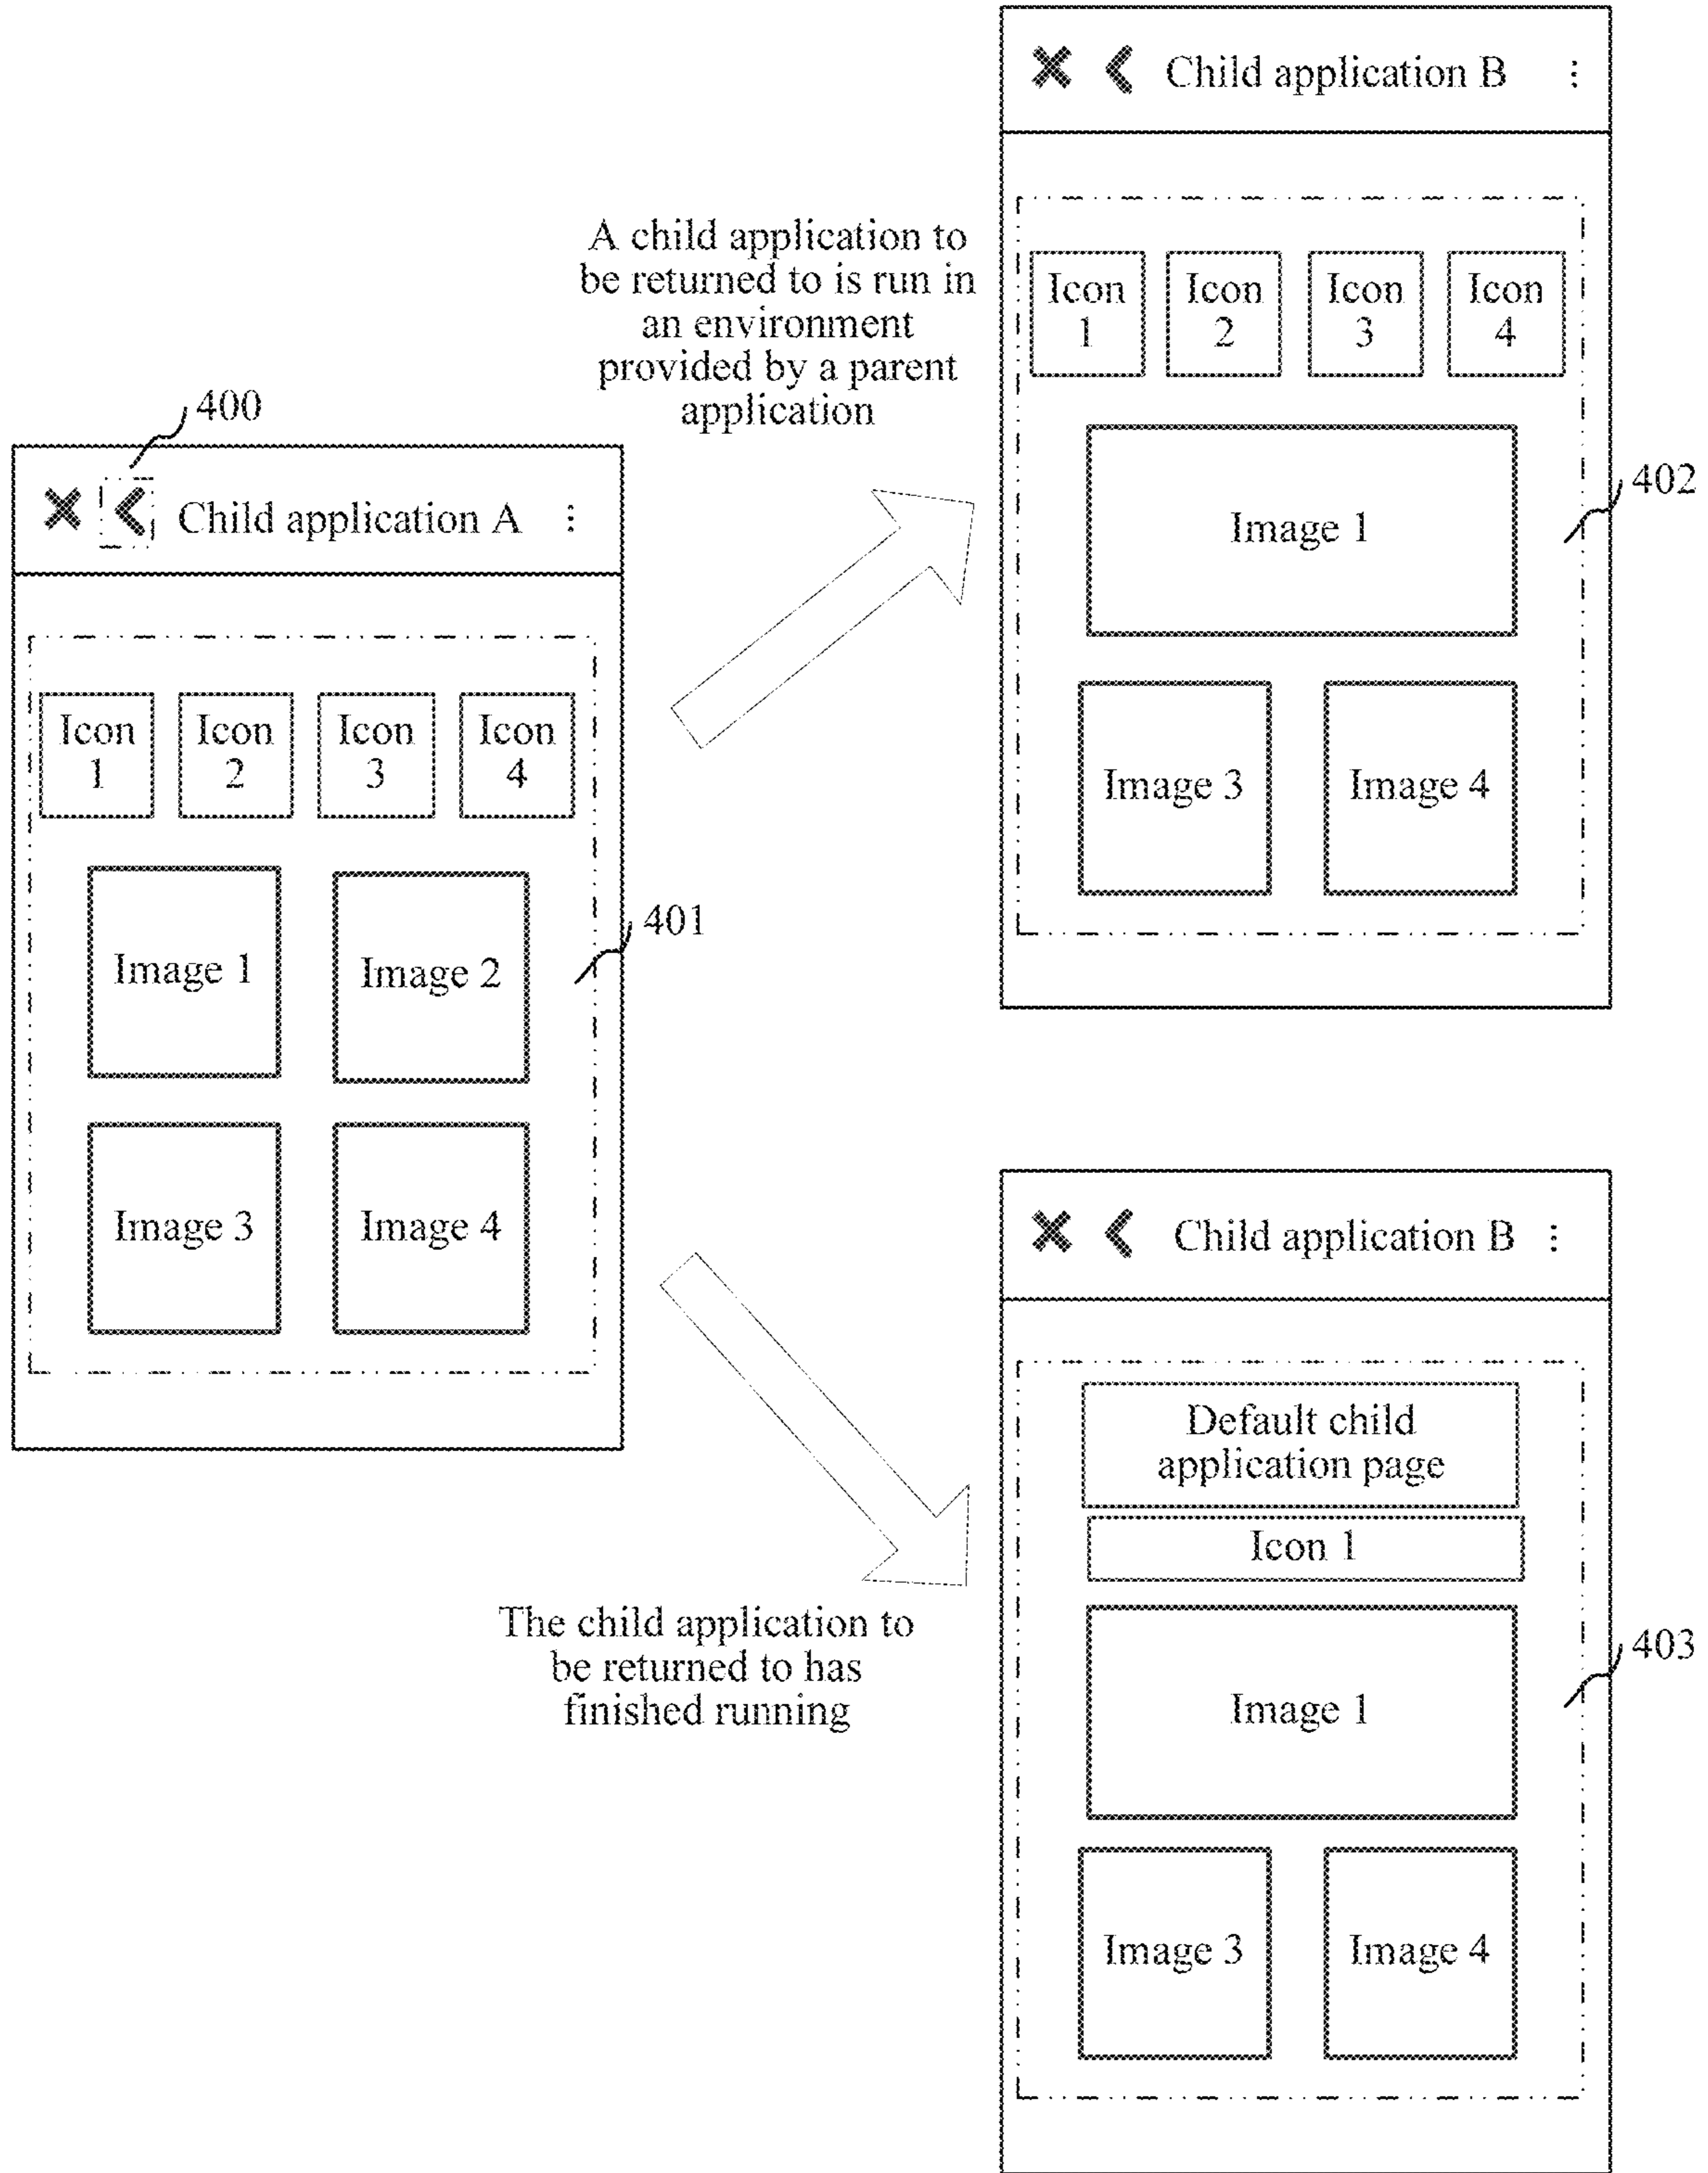 400
Child application A
Icon
1
Icon
2
Icon
3
Icon
4
Image 1
Image 2
Image 3
Image 4
401
A child application to
be returned to is run in
an environment
provided by a parent
application
Child application B
Icon
1
Icon
2
Icon
3
Icon
4
Image 1
Image 3
Image 4
402
The child application to
be returned to has
finished running
Child application B
Default child
application page
Icon 1
Image 1
Image 3
Image 4
403